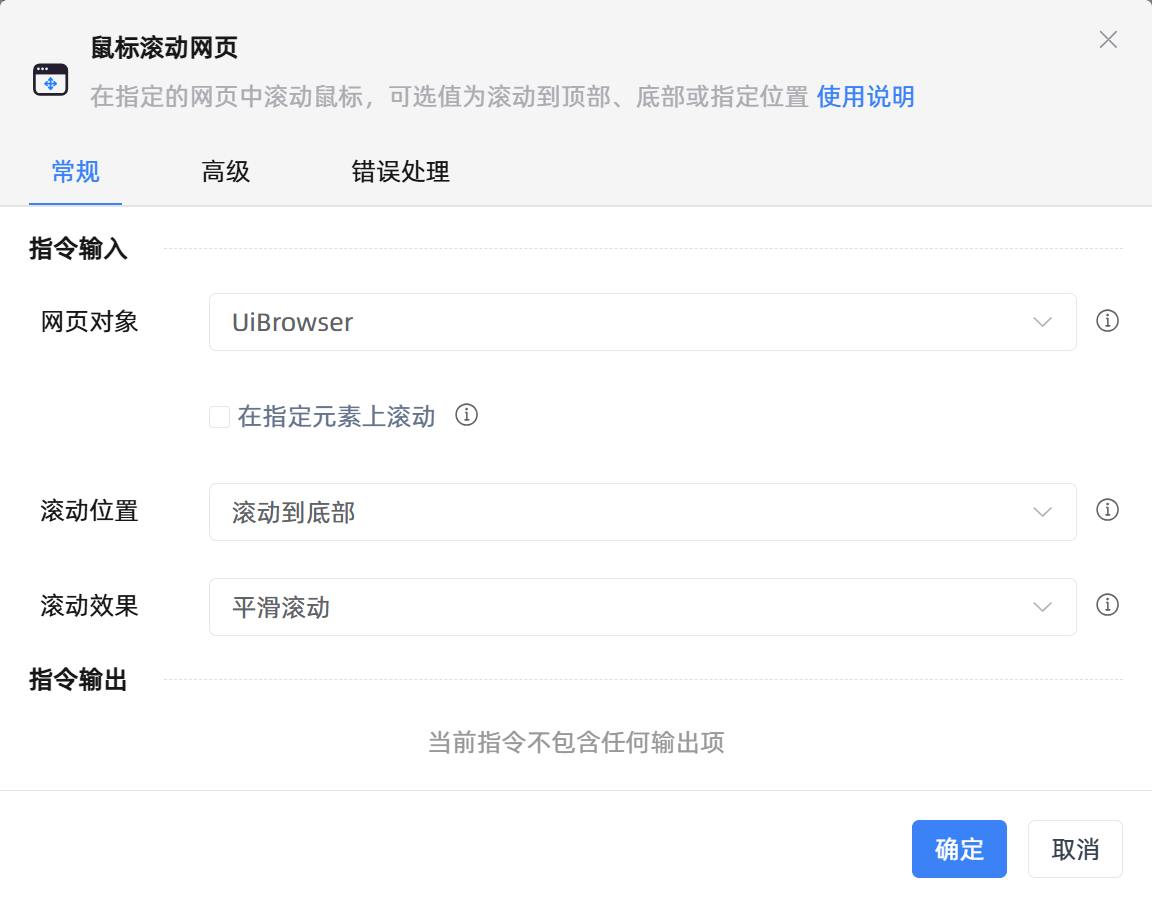 鼠标滚动网页
在指定的网页中滚动鼠标，可选值为滚动到顶部、底部或指定位置 使用说明
常规 高级 错误处理
指令输入
网页对象 UiBrowser
在指定元素上滚动
滚动位置 滚动到底部
滚动效果 平滑滚动
指令输出
当前指令不包含任何输出项
确定 取消